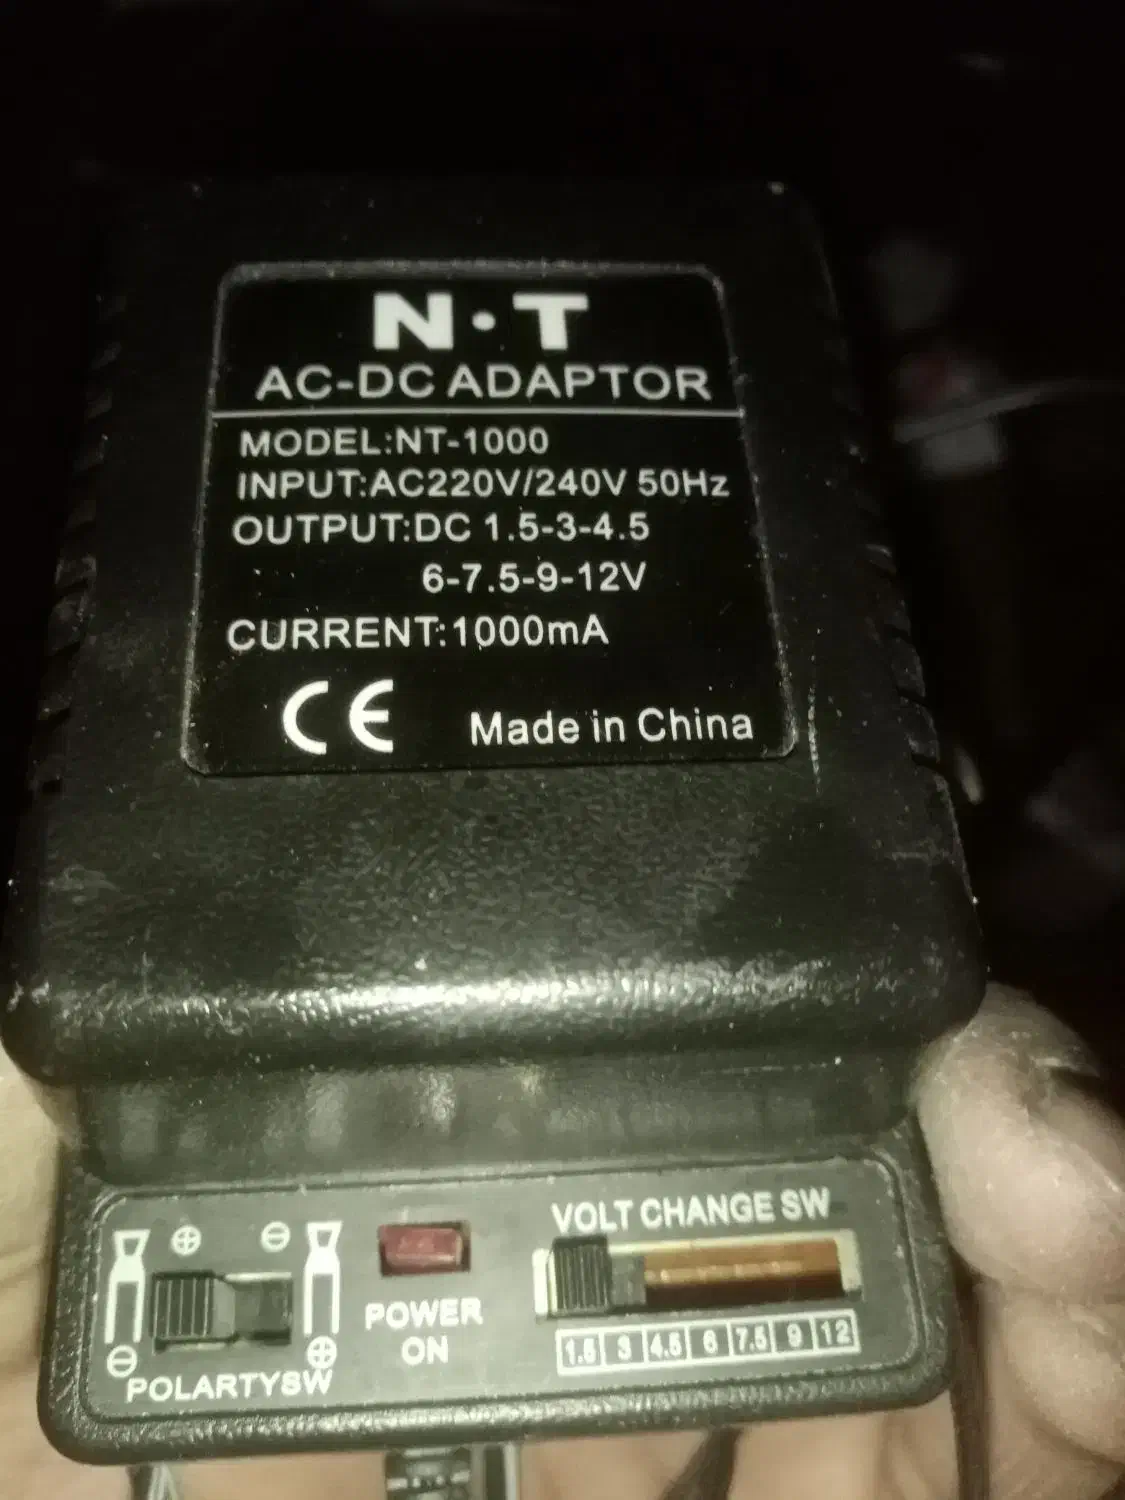 N·T
AC-DC ADAPTOR
MODEL:NT-1000
INPUT:AC220V/240V 50Hz
OUTPUT:DC 1.5-3-4.5
6-7.5-9-12V
CURRENT:1000mA
CE
Made in China
VOLT CHANGE SW
⊕ ⊖
POWER
ON
1.5 3 4.5 6 7.5 9 12
⊖ ⊕
POLARTYSW